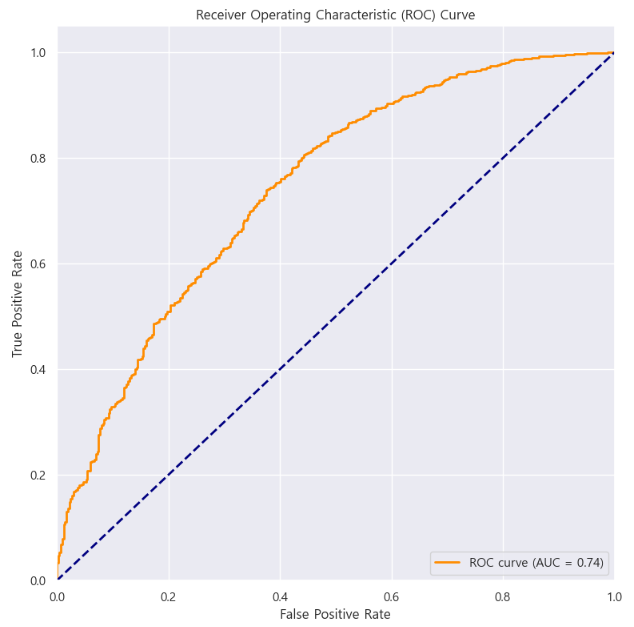 Receiver Operating Characteristic (ROC) Curve
1.0
0.8
0.6
0.4
0.2
0.0
True Positive Rate
ROC curve (AUC = 0.74)
0.0 0.2 0.4 0.6 0.8 1.0
False Positive Rate